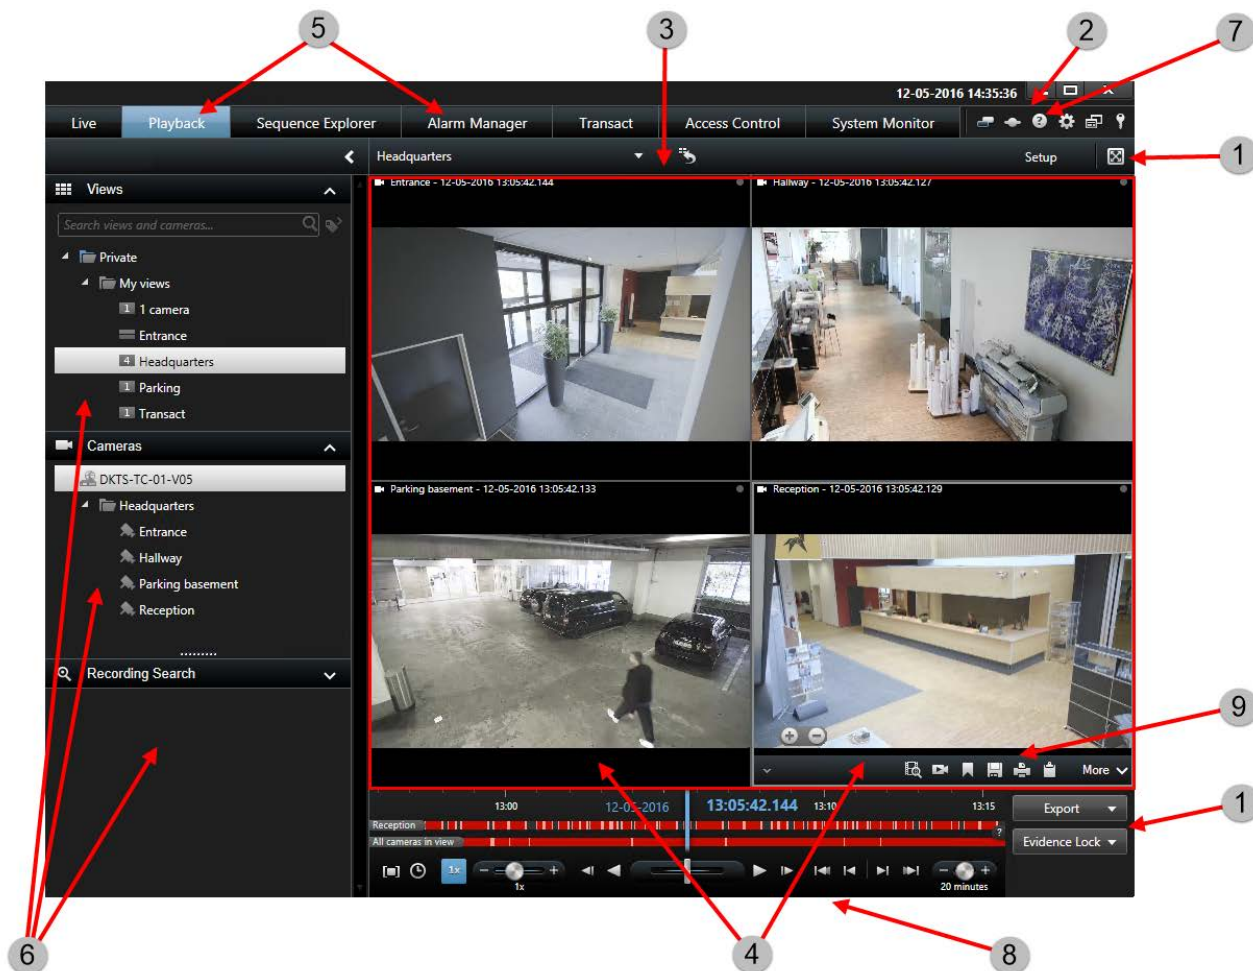 5
3
2
7
12-05-2016 14:35:36
Live
Playback
Sequence Explorer
Alarm Manager
Transact
Access Control
System Monitor
?
Headquarters
Setup
1
Views
Search views and cameras...
Private
My views
1 1 camera
Entrance
4 Headquarters
1 Parking
1 Transact
Cameras
DKTS-TC-01-V05
Headquarters
Entrance
Hallway
Parking basement
Reception
Recording Search
Entrance - 12-05-2016 13:05:42.144
Hallway - 12-05-2016 13:05:42.127
Parking basement - 12-05-2016 13:05:42.133
Reception - 12-05-2016 13:05:42.129
9
More
13:00
12-05-2016
13:05:42.144
13:10
13:15
Export
1
Reception
?
All cameras in view
Evidence Lock
1x
1x
20 minutes
6
4
8